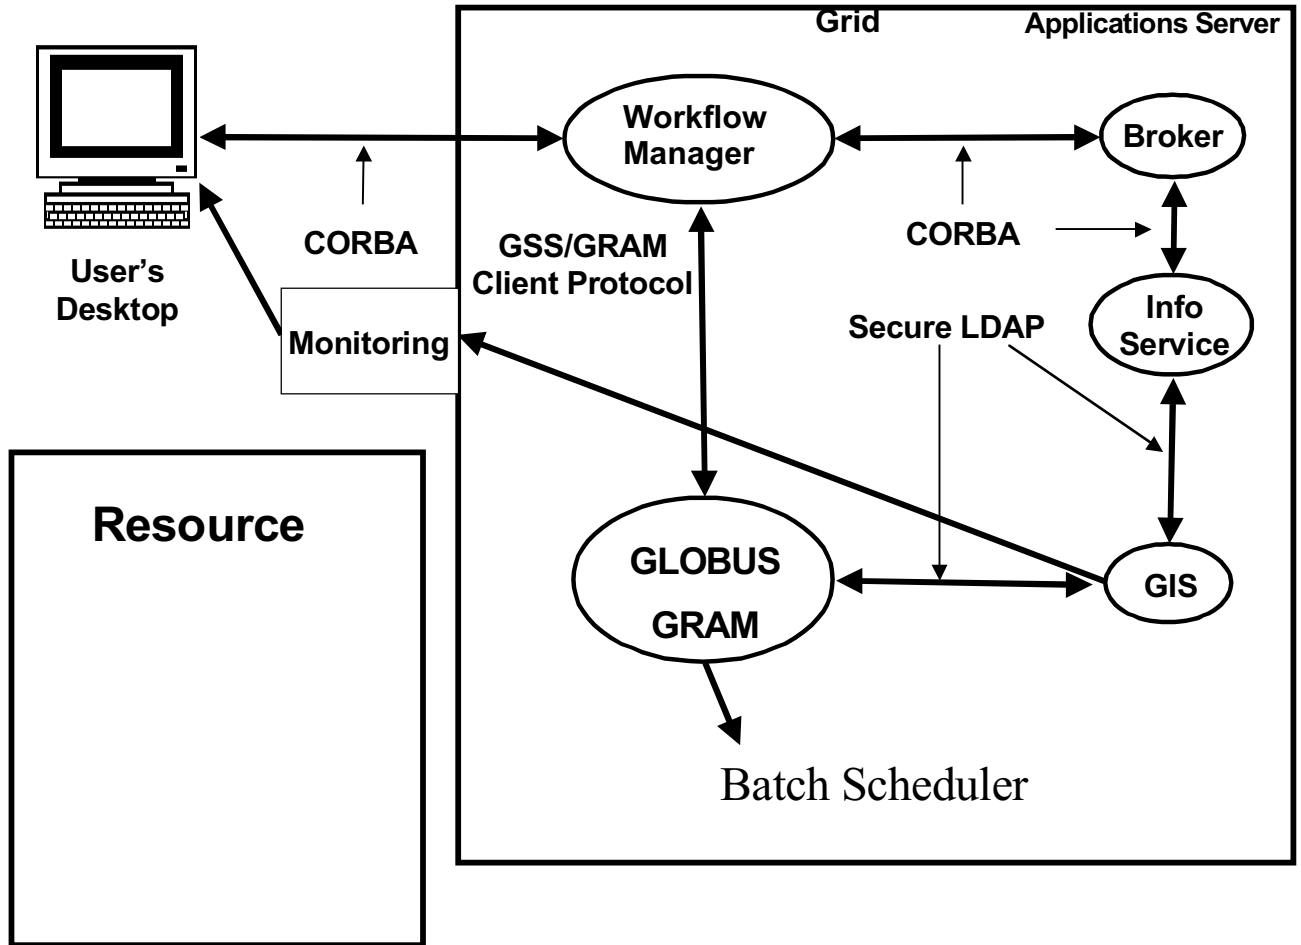 Grid
Applications Server
Workflow
Manager
Broker
CORBA
GSS/GRAM
Client Protocol
CORBA
User's
Desktop
Monitoring
Secure LDAP
Info
Service
Resource
GLOBUS
GRAM
GIS
Batch Scheduler